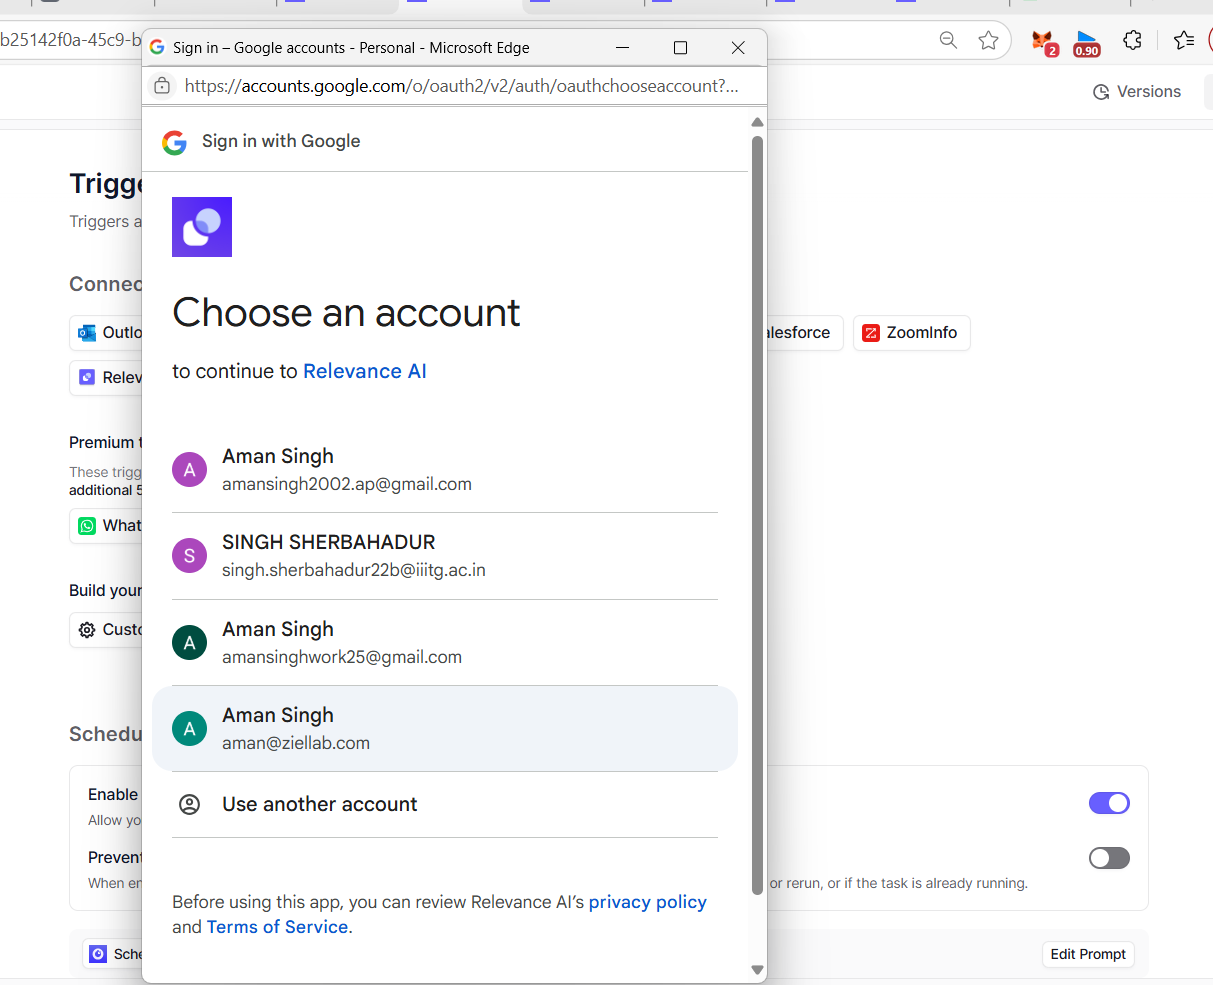 b25142f0a-45c9-b
Sign in – Google accounts - Personal - Microsoft Edge
https://accounts.google.com/o/oauth2/v2/auth/oauthchooseaccount?...
2
0.90
Versions
Sign in with Google
Trigge
Triggers a
Choose an account
to continue to Relevance AI
Connec
Outlo
alesforce
ZoomInfo
Relev
Premium t
These trigg
additional 5
What
Build your
Custo
A
Aman Singh
amansingh2002.ap@gmail.com
S
SINGH SHERBAHADUR
singh.sherbahadur22b@iiitg.ac.in
A
Aman Singh
amansinghwork25@gmail.com
A
Aman Singh
aman@ziellab.com
Use another account
Before using this app, you can review Relevance AI’s privacy policy
and Terms of Service.
Schedu
Enable
Allow yo
Prevent
When en
or rerun, or if the task is already running.
Sche
Edit Prompt